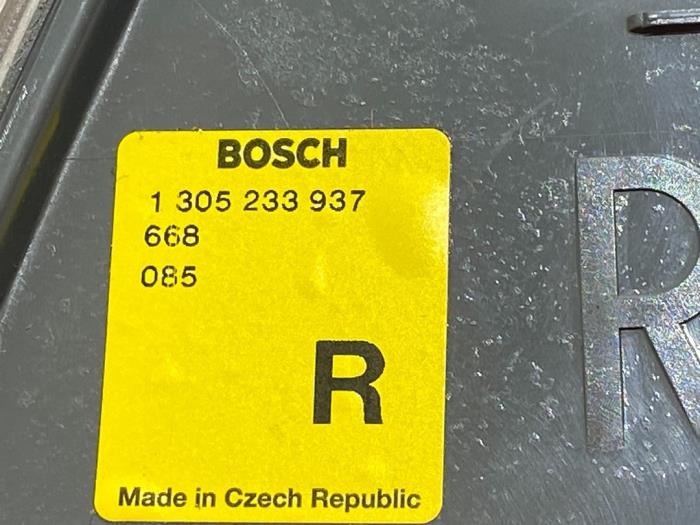 BOSCH
1 305 233 937
668
085
R
Made in Czech Republic
R